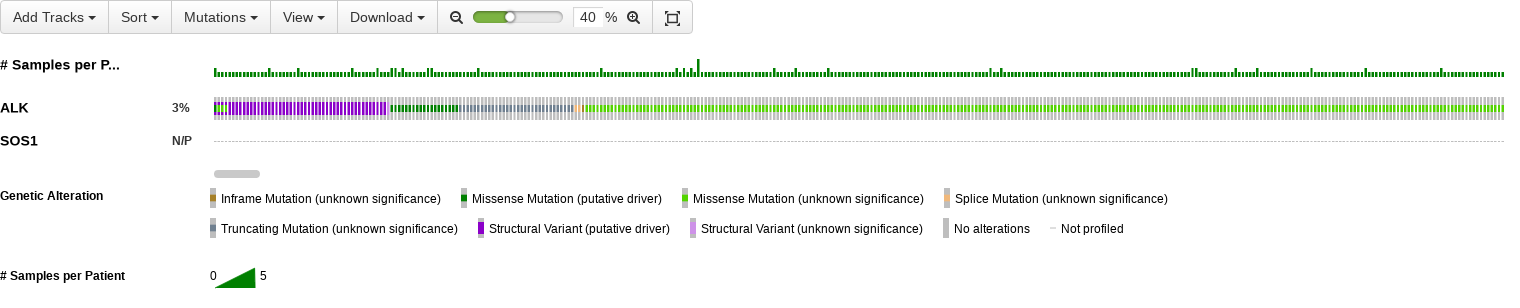 Add Tracks Sort Mutations View Download 40 %
# Samples per P...
ALK 3%
SOS1 N/P
Genetic Alteration Inframe Mutation (unknown significance) Missense Mutation (putative driver) Missense Mutation (unknown significance) Splice Mutation (unknown significance)
Truncating Mutation (unknown significance) Structural Variant (putative driver) Structural Variant (unknown significance) No alterations Not profiled
# Samples per Patient 0 5